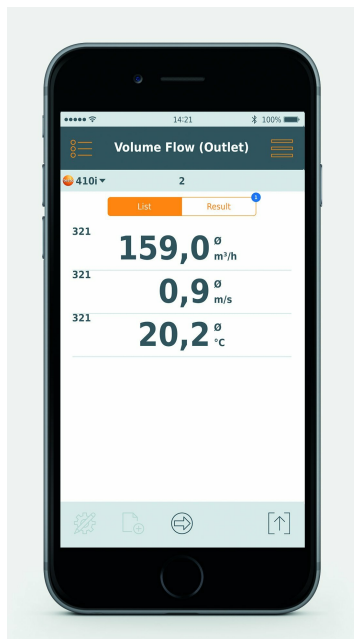 14:21
100%
Volume Flow (Outlet)
410i
2
List
Result
1
321
159,0
Ø
m³/h
321
0,9
Ø
m/s
321
20,2
Ø
°C